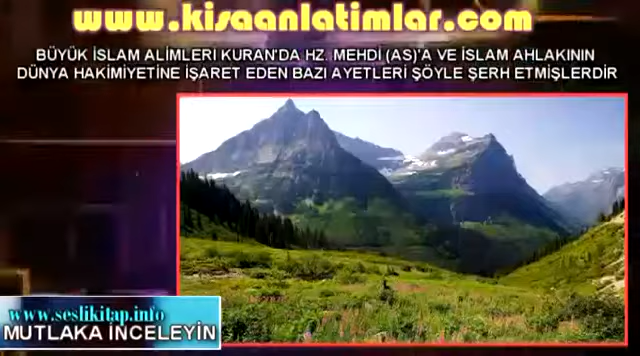 www.kisaanlatimlar.com
BÜYÜK İSLAM ALİMLERİ KURAN'DA HZ. MEHDİ (AS)'A VE İSLAM AHLAKININ
DÜNYA HAKİMİYETİNE İŞARET EDEN BAZI AYETLERİ ŞÖYLE ŞERH ETMİŞLERDİR
www.seslikitap.info
MUTLAKA İNCELEYİN